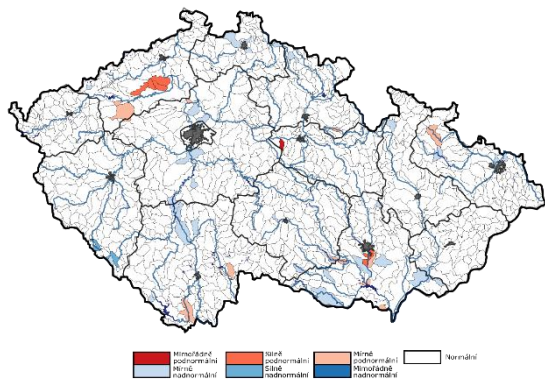 Mimořádně podnormální
Silně podnormální
Mírně podnormální
Normální
Mírně nadnormální
Silně nadnormální
Mimořádně nadnormální